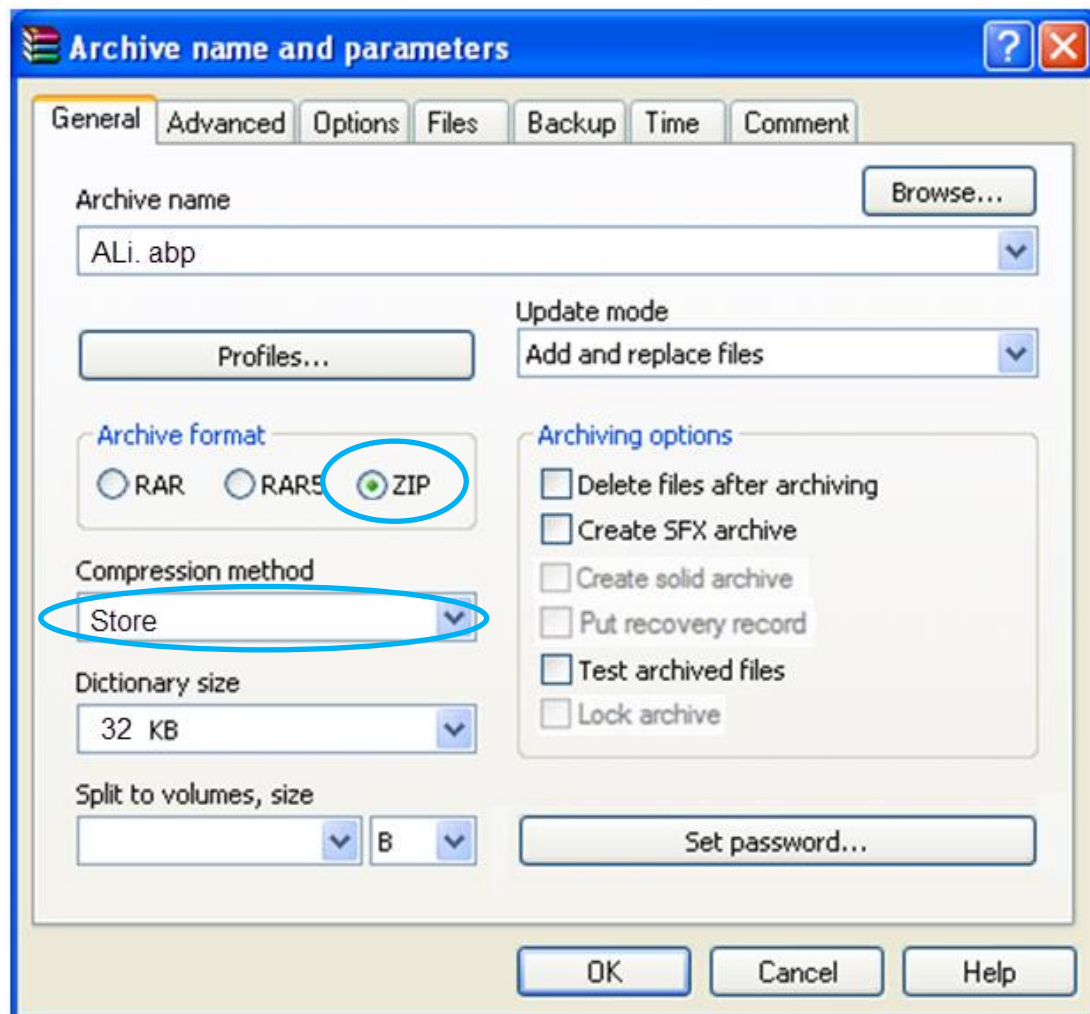 Archive name and parameters
General Advanced Options Files Backup Time Comment
Archive name
Browse...
ALi. abp
Update mode
Profiles...
Add and replace files
Archive format
RAR RAR5 ZIP
Archiving options
Delete files after archiving
Create SFX archive
Create solid archive
Put recovery record
Test archived files
Lock archive
Compression method
Store
Dictionary size
32 KB
Split to volumes, size
B
Set password...
OK Cancel Help